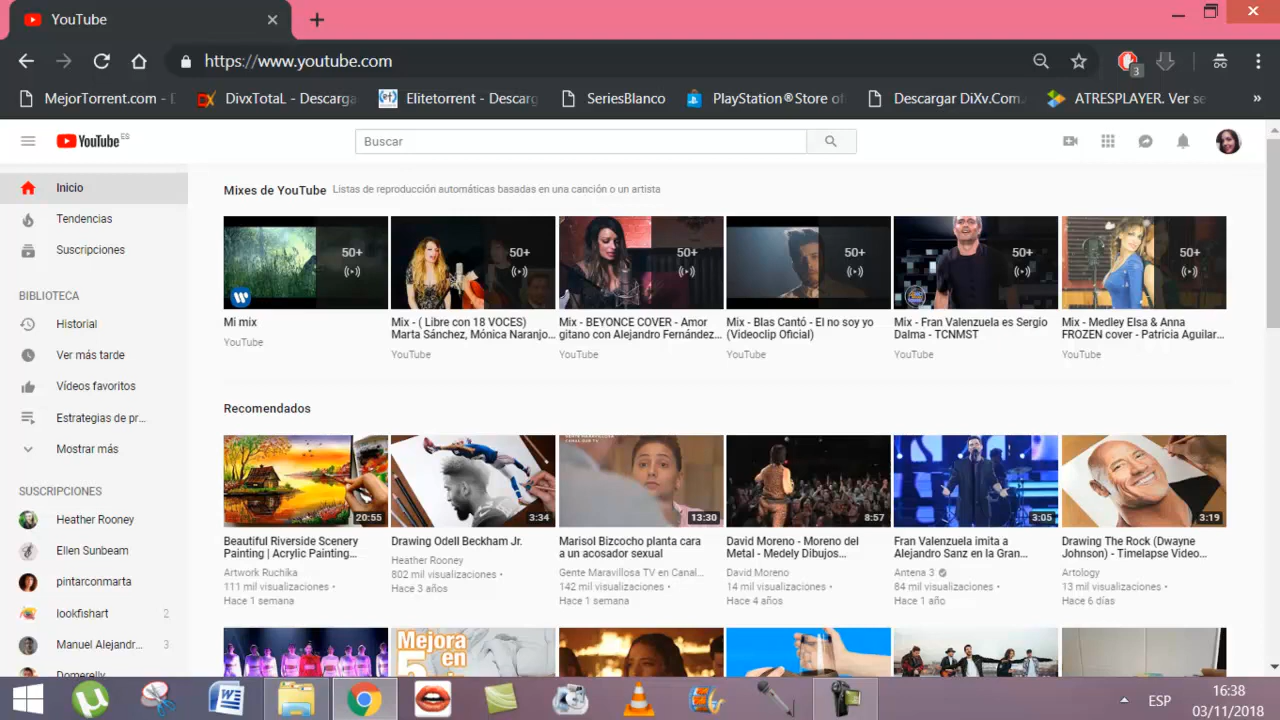 YouTube
https://www.youtube.com
3
MejorTorrent.com - D
DivxTotaL - Descarga
Elitetorrent - Descarg
SeriesBlanco
PlayStation®Store of
Descargar DiXv.Com
ATRESPLAYER. Ver se
»
YouTube ES
Buscar
Inicio
Tendencias
Suscripciones
BIBLIOTECA
Historial
Ver más tarde
Vídeos favoritos
Estrategias de pr...
Mostrar más
SUSCRIPCIONES
Heather Rooney
Ellen Sunbeam
pintarconmarta
lookfishart 2
Manuel Alejandr... 3
Domerelly
Mixes de YouTube Listas de reproducción automáticas basadas en una canción o un artista
50+
50+
50+
50+
50+
50+
Mi mix
YouTube
Mix - ( Libre con 18 VOCES)
Marta Sánchez, Mónica Naranjo...
YouTube
Mix - BEYONCE COVER - Amor
gitano con Alejandro Fernández...
YouTube
Mix - Blas Cantó - El no soy yo
(Videoclip Oficial)
YouTube
Mix - Fran Valenzuela es Sergio
Dalma - TCNMST
YouTube
Mix - Medley Elsa & Anna
FROZEN cover - Patricia Aguilar...
YouTube
Recomendados
20:55
Beautiful Riverside Scenery
Painting | Acrylic Painting...
Artwork Ruchika
111 mil visualizaciones •
Hace 1 semana
3:34
Drawing Odell Beckham Jr.
Heather Rooney
802 mil visualizaciones •
Hace 3 años
GENTE MARAVILLOSA
CANAL SUR TV
13:30
Marisol Bizcocho planta cara
a un acosador sexual
Gente Maravillosa TV en Canal...
142 mil visualizaciones •
Hace 1 semana
8:57
David Moreno - Moreno del
Metal - Medely Dibujos...
David Moreno
14 mil visualizaciones •
Hace 4 años
3:05
Fran Valenzuela imita a
Alejandro Sanz en la Gran...
Antena 3
84 mil visualizaciones •
Hace 1 año
3:19
Drawing The Rock (Dwayne
Johnson) - Timelapse Video...
Artology
13 mil visualizaciones •
Hace 6 días
Mejora
5 en
ESP
16:38
03/11/2018